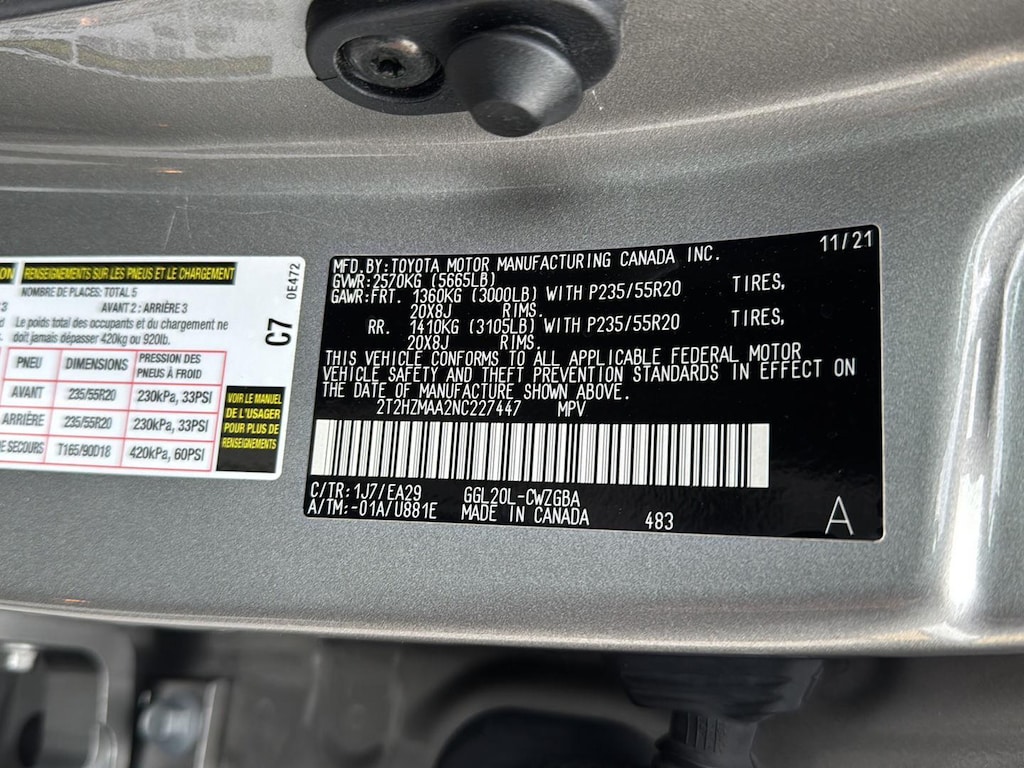 ON RENSEIGNEMENTS SUR LES PNEUS ET LE CHARGEMENT
NOMBRE DE PLACES: TOTAL 5
AVANT 2 : ARRIÈRE 3
Le poids total des occupants et du chargement ne
doit jamais dépasser 420kg ou 920lb.
PNEU DIMENSIONS PRESSION DES PNEUS À FROID
AVANT 235/55R20 230kPa, 33PSI
ARRIÈRE 235/55R20 230kPa, 33PSI
DE SECOURS T165/90D18 420kPa, 60PSI
VOIR LE MANUEL
DE L'USAGER
POUR PLUS DE
RENSEIGNEMENTS
0E472
C7
11/21
MFD.BY:TOYOTA MOTOR MANUFACTURING CANADA INC.
GVWR:2570KG (5665LB)
GAWR:FRT. 1360KG (3000LB) WITH P235/55R20 TIRES,
20X8J RIMS.
RR. 1410KG (3105LB) WITH P235/55R20 TIRES,
20X8J RIMS.
THIS VEHICLE CONFORMS TO ALL APPLICABLE FEDERAL MOTOR
VEHICLE SAFETY AND THEFT PREVENTION STANDARDS IN EFFECT ON
THE DATE OF MANUFACTURE SHOWN ABOVE.
2T2HZMAA2NC227447 MPV
C/TR:1J7/EA29 GGL20L-CWZGBA
A/TM:-01A/U881E MADE IN CANADA 483 A